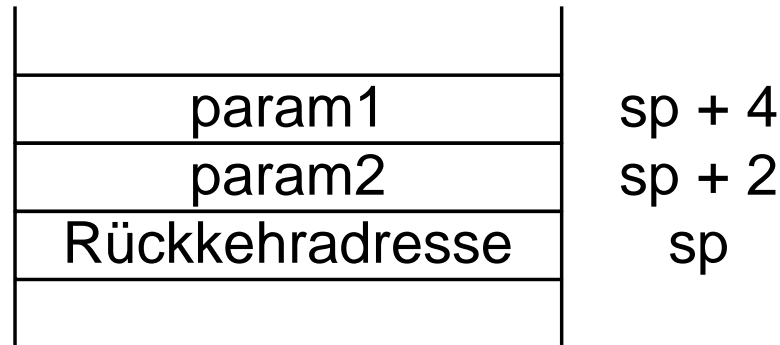 param1 sp + 4
param2 sp + 2
Rückkehradresse sp